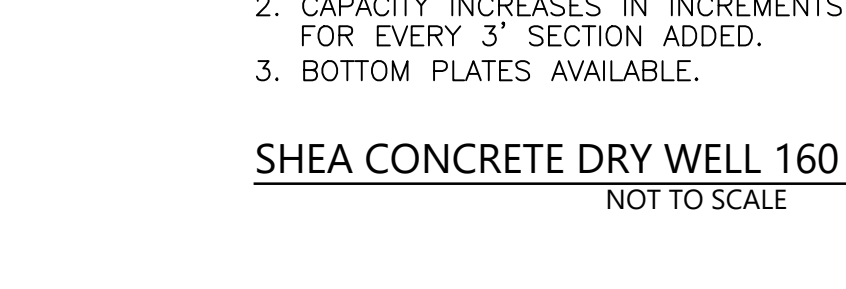 2. CAPACITY INCREASES IN INCREMENTS
FOR EVERY 3' SECTION ADDED.
3. BOTTOM PLATES AVAILABLE.
SHEA CONCRETE DRY WELL 160
NOT TO SCALE